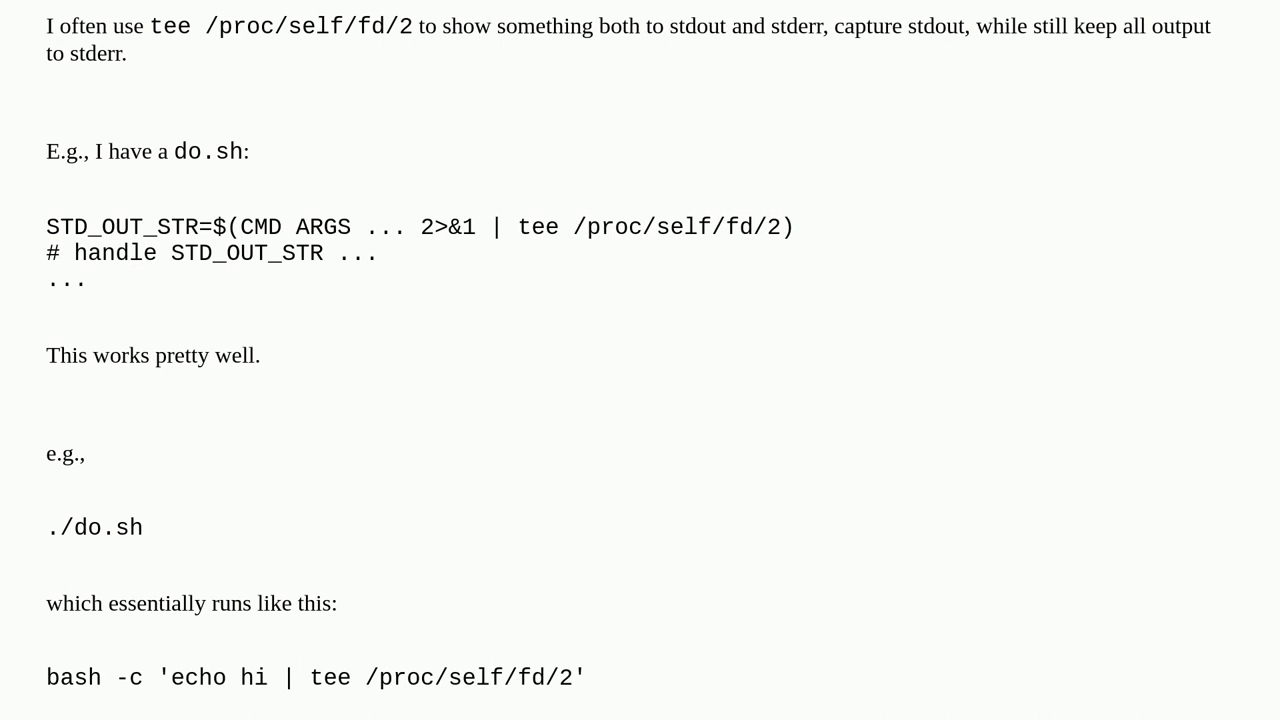 I often use tee /proc/self/fd/2 to show something both to stdout and stderr, capture stdout, while still keep all output
to stderr.
E.g., I have a do.sh:
STD_OUT_STR=$(CMD ARGS ... 2>&1 | tee /proc/self/fd/2)
# handle STD_OUT_STR ...
...
This works pretty well.
e.g.,
./do.sh
which essentially runs like this:
bash -c 'echo hi | tee /proc/self/fd/2'